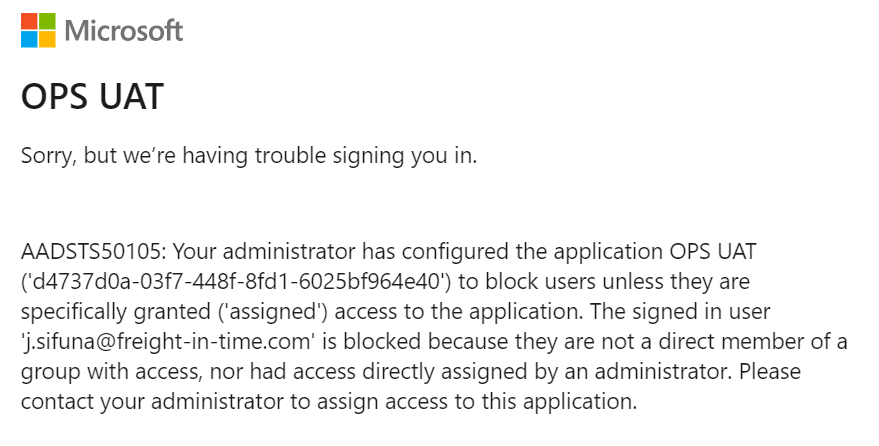 Microsoft
OPS UAT
Sorry, but we’re having trouble signing you in.
AADSTS50105: Your administrator has configured the application OPS UAT
('d4737d0a-03f7-448f-8fd1-6025bf964e40') to block users unless they are
specifically granted ('assigned') access to the application. The signed in user
'j.sifuna@freight-in-time.com' is blocked because they are not a direct member of a
group with access, nor had access directly assigned by an administrator. Please
contact your administrator to assign access to this application.